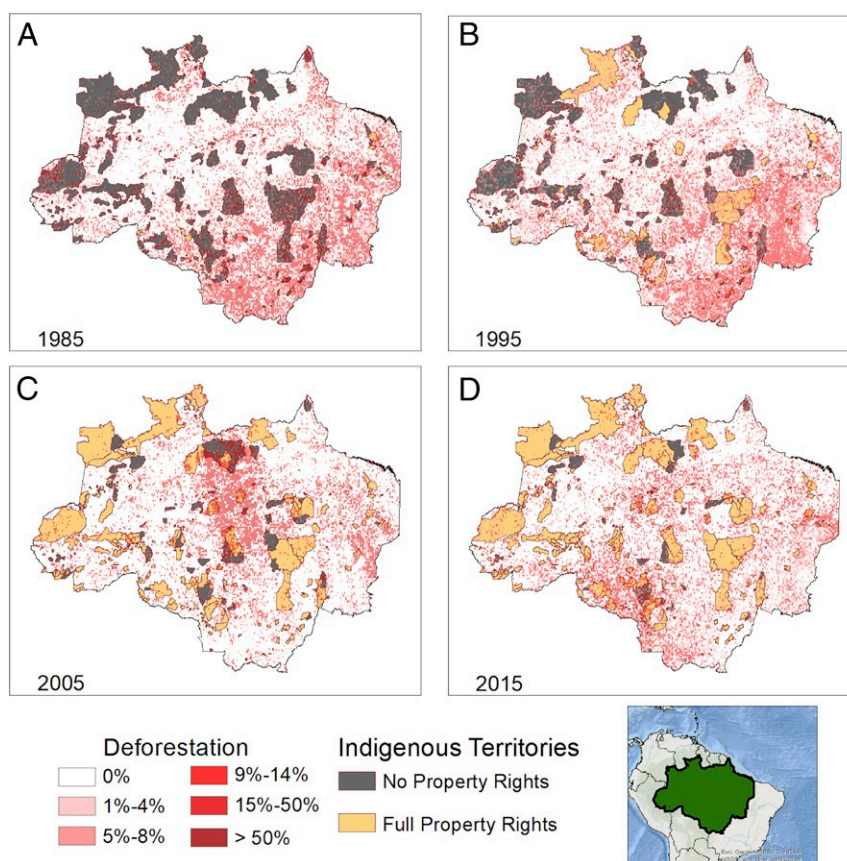 A
B
1985
1995
C
D
2005
2015
Deforestation
0%
1%-4%
5%-8%
9%-14%
15%-50%
> 50%
Indigenous Territories
No Property Rights
Full Property Rights